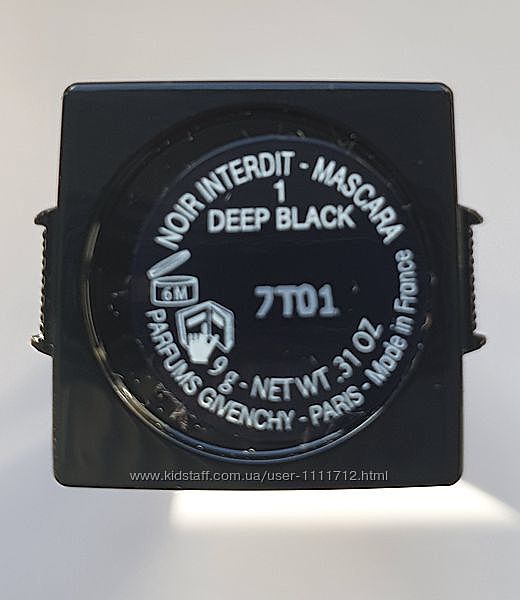 NOIR INTERDIT - MASCARA
1
DEEP BLACK
7T01
6M
9 g - NET WT .31 OZ
PARFUMS GIVENCHY - PARIS - Made in France
www.kidstaff.com.ua/user-1111712.html